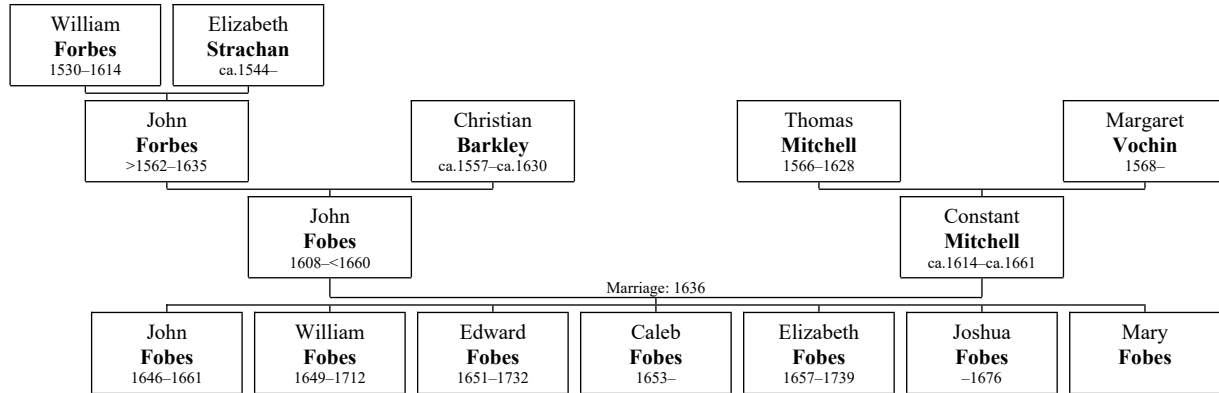 William
Forbes
1530–1614
Elizabeth
Strachan
ca.1544–
John
Forbes
>1562–1635
Christian
Barkley
ca.1557–ca.1630
Thomas
Mitchell
1566–1628
Margaret
Vochin
1568–
John
Fobes
1608–<1660
Constant
Mitchell
ca.1614–ca.1661
Marriage: 1636
John
Fobes
1646–1661
William
Fobes
1649–1712
Edward
Fobes
1651–1732
Caleb
Fobes
1653–
Elizabeth
Fobes
1657–1739
Joshua
Fobes
–1676
Mary
Fobes